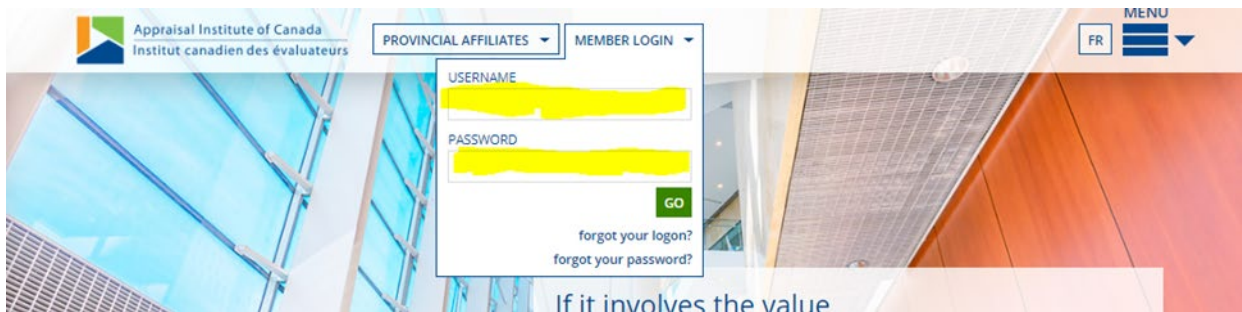 Appraisal Institute of Canada
Institut canadien des évaluateurs
PROVINCIAL AFFILIATES
MEMBER LOGIN
FR
MENU
USERNAME
PASSWORD
GO
forgot your logon?
forgot your password?
If it involves the value